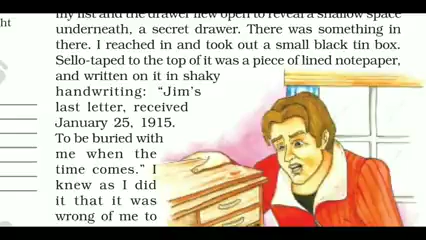 my fist and the drawer flew open to reveal a shallow space
underneath, a secret drawer. There was something in
there. I reached in and took out a small black tin box.
Sello-taped to the top of it was a piece of lined notepaper,
and written on it in shaky
handwriting: “Jim’s
last letter, received
January 25, 1915.
To be buried with
me when the
time comes.” I
knew as I did
it that it was
wrong of me to